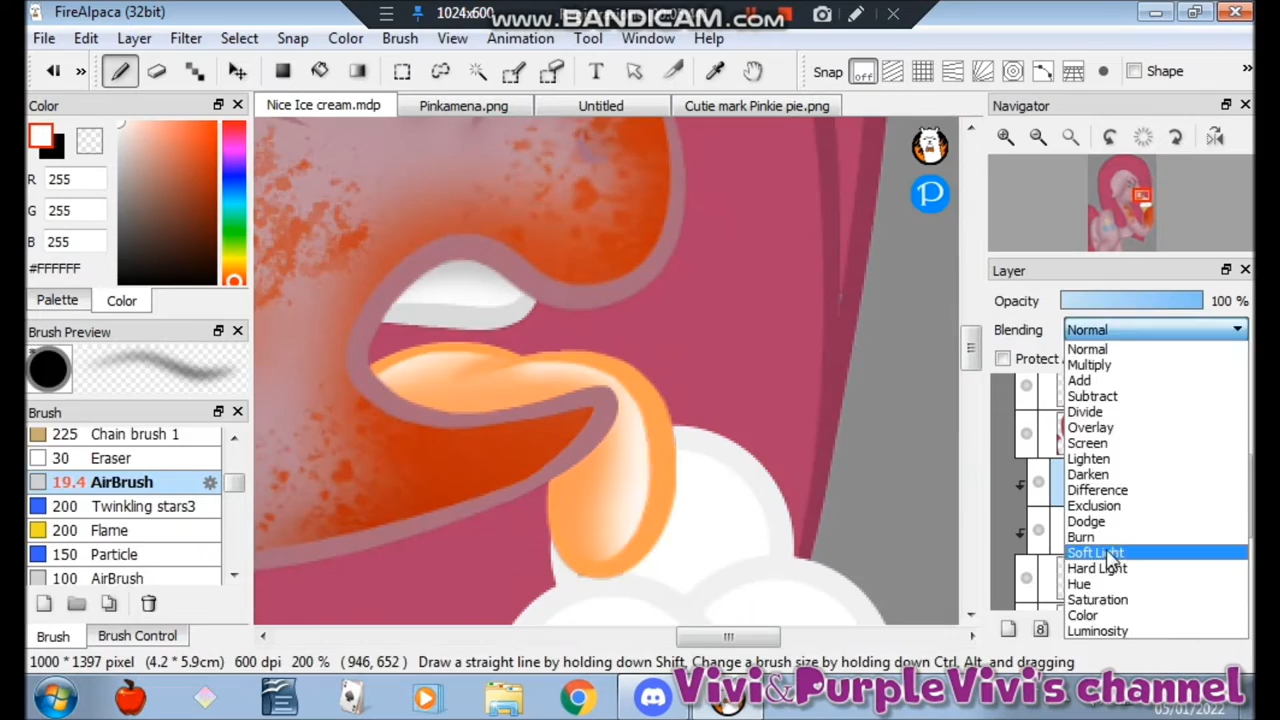 FireAlpaca (32bit)
1024x600
www.BANDICAM.com
File Edit Layer Filter Select Snap Color Brush View Animation Tool Window Help
Snap off Shape
Color
Nice Ice cream.mdp Pinkamena.png Untitled Cutie mark Pinkie pie.png
Navigator
R 255
G 255
B 255
#FFFFFF
Palette Color
Layer
Opacity 100 %
Brush Preview
Blending Normal
Normal
Protect
Multiply
Add
Subtract
Divide
Overlay
Screen
Lighten
Darken
Difference
Exclusion
Dodge
Burn
Soft Light
Hard Light
Hue
Saturation
Color
Luminosity
Brush
225 Chain brush 1
30 Eraser
19.4 AirBrush
200 Twinkling stars3
200 Flame
150 Particle
100 AirBrush
8
Brush Brush Control
1000 * 1397 pixel (4.2 * 5.9cm) 600 dpi 200 % (946, 652) Draw a straight line by holding down Shift, Change a brush size by holding down Ctrl, Alt, and dragging
Vivi&PurpleVivi's channel
05/01/2022